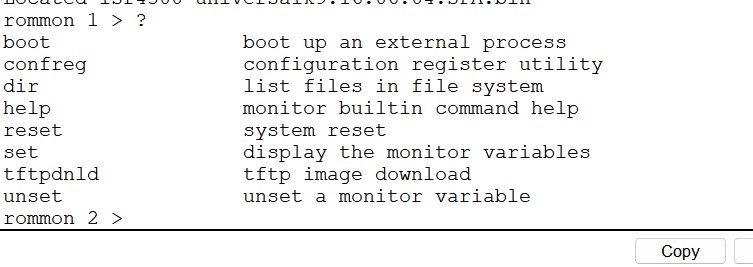 rommon 1 > ?
boot boot up an external process
confreg configuration register utility
dir list files in file system
help monitor builtin command help
reset system reset
set display the monitor variables
tftpdnld tftp image download
unset unset a monitor variable
rommon 2 >
Copy